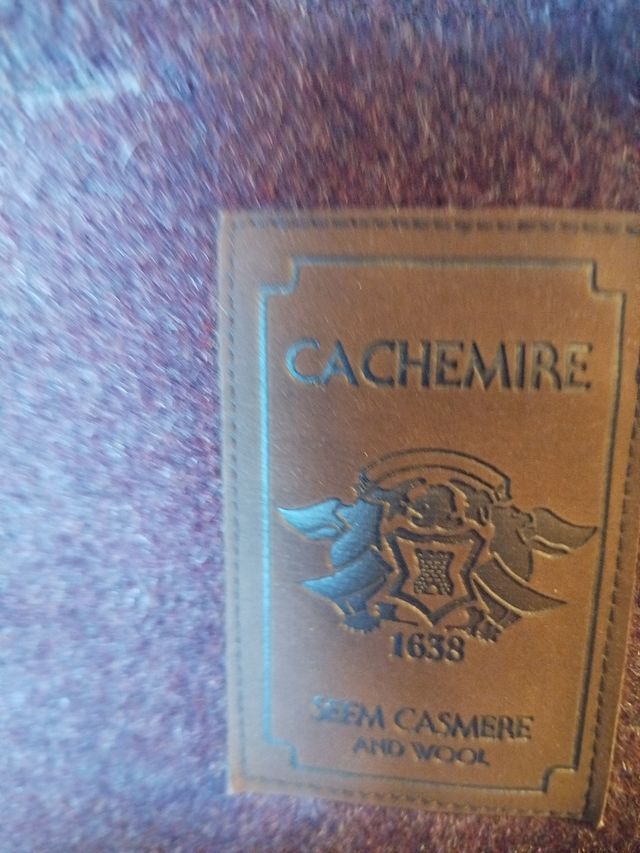 CACHEMIRE
1638
SEEM CASMERE
AND WOOL